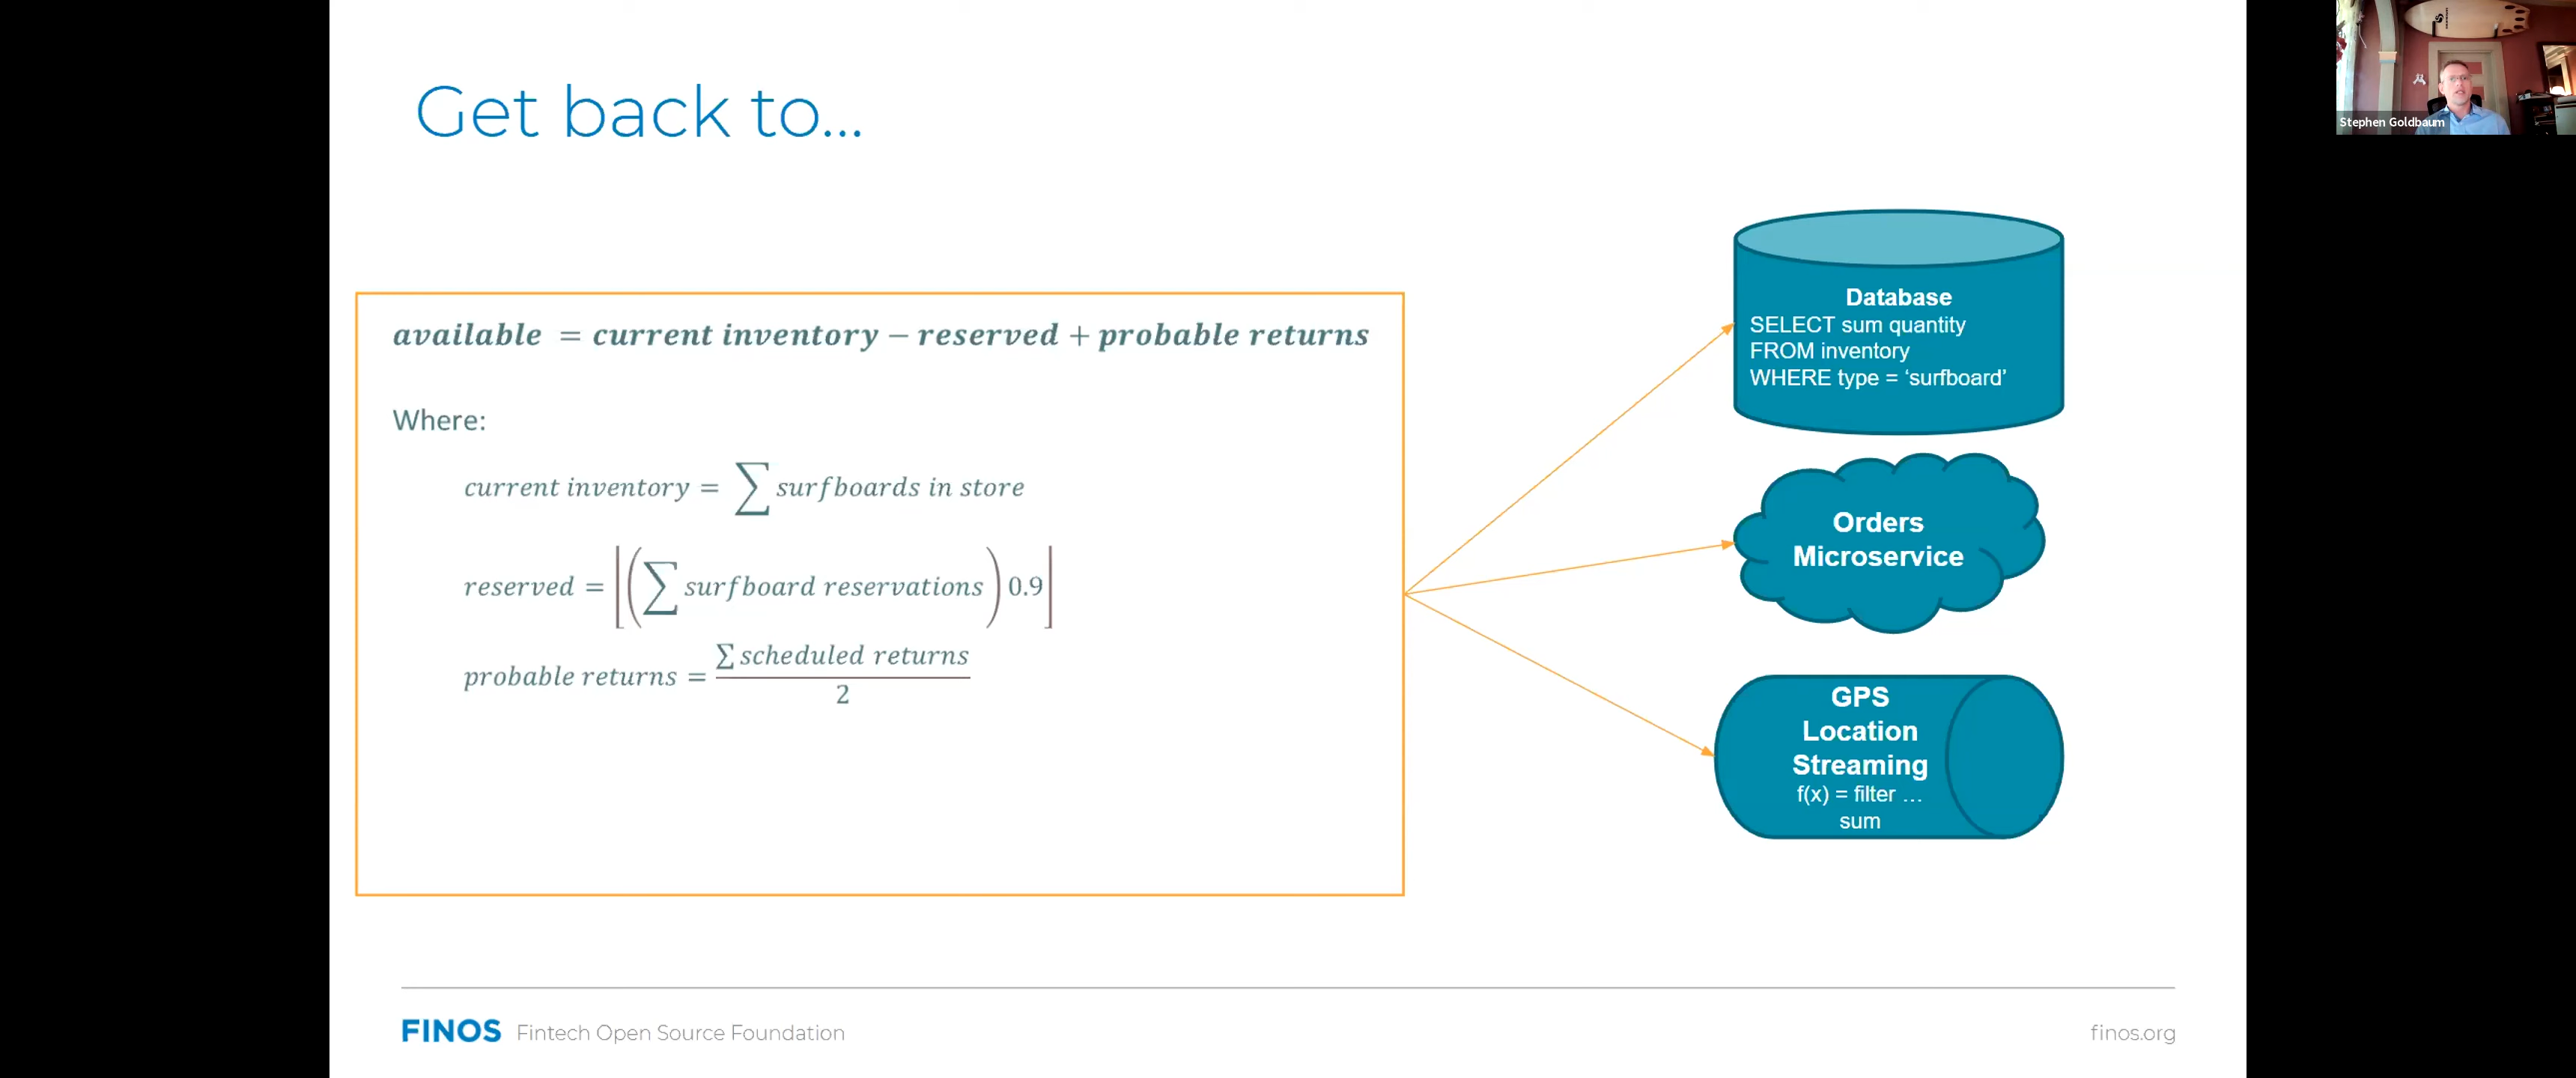 Get back to...
available = current inventory − reserved + probable returns
Where:
current inventory = ∑ surfboards in store
reserved = ⌊(∑ surfboard reservations) 0.9⌋
probable returns = ∑ scheduled returns / 2
Database
SELECT sum quantity
FROM inventory
WHERE type = ‘surfboard’
Orders
Microservice
GPS
Location
Streaming
f(x) = filter ...
sum
FINOS Fintech Open Source Foundation
finos.org
Stephen Goldbaum